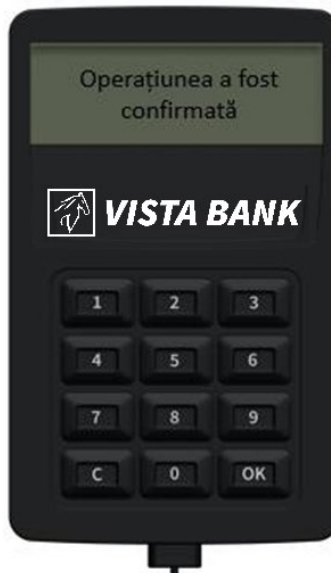 Operațiunea a fost
confirmată
VISTA BANK
1 2 3
4 5 6
7 8 9
C 0 OK